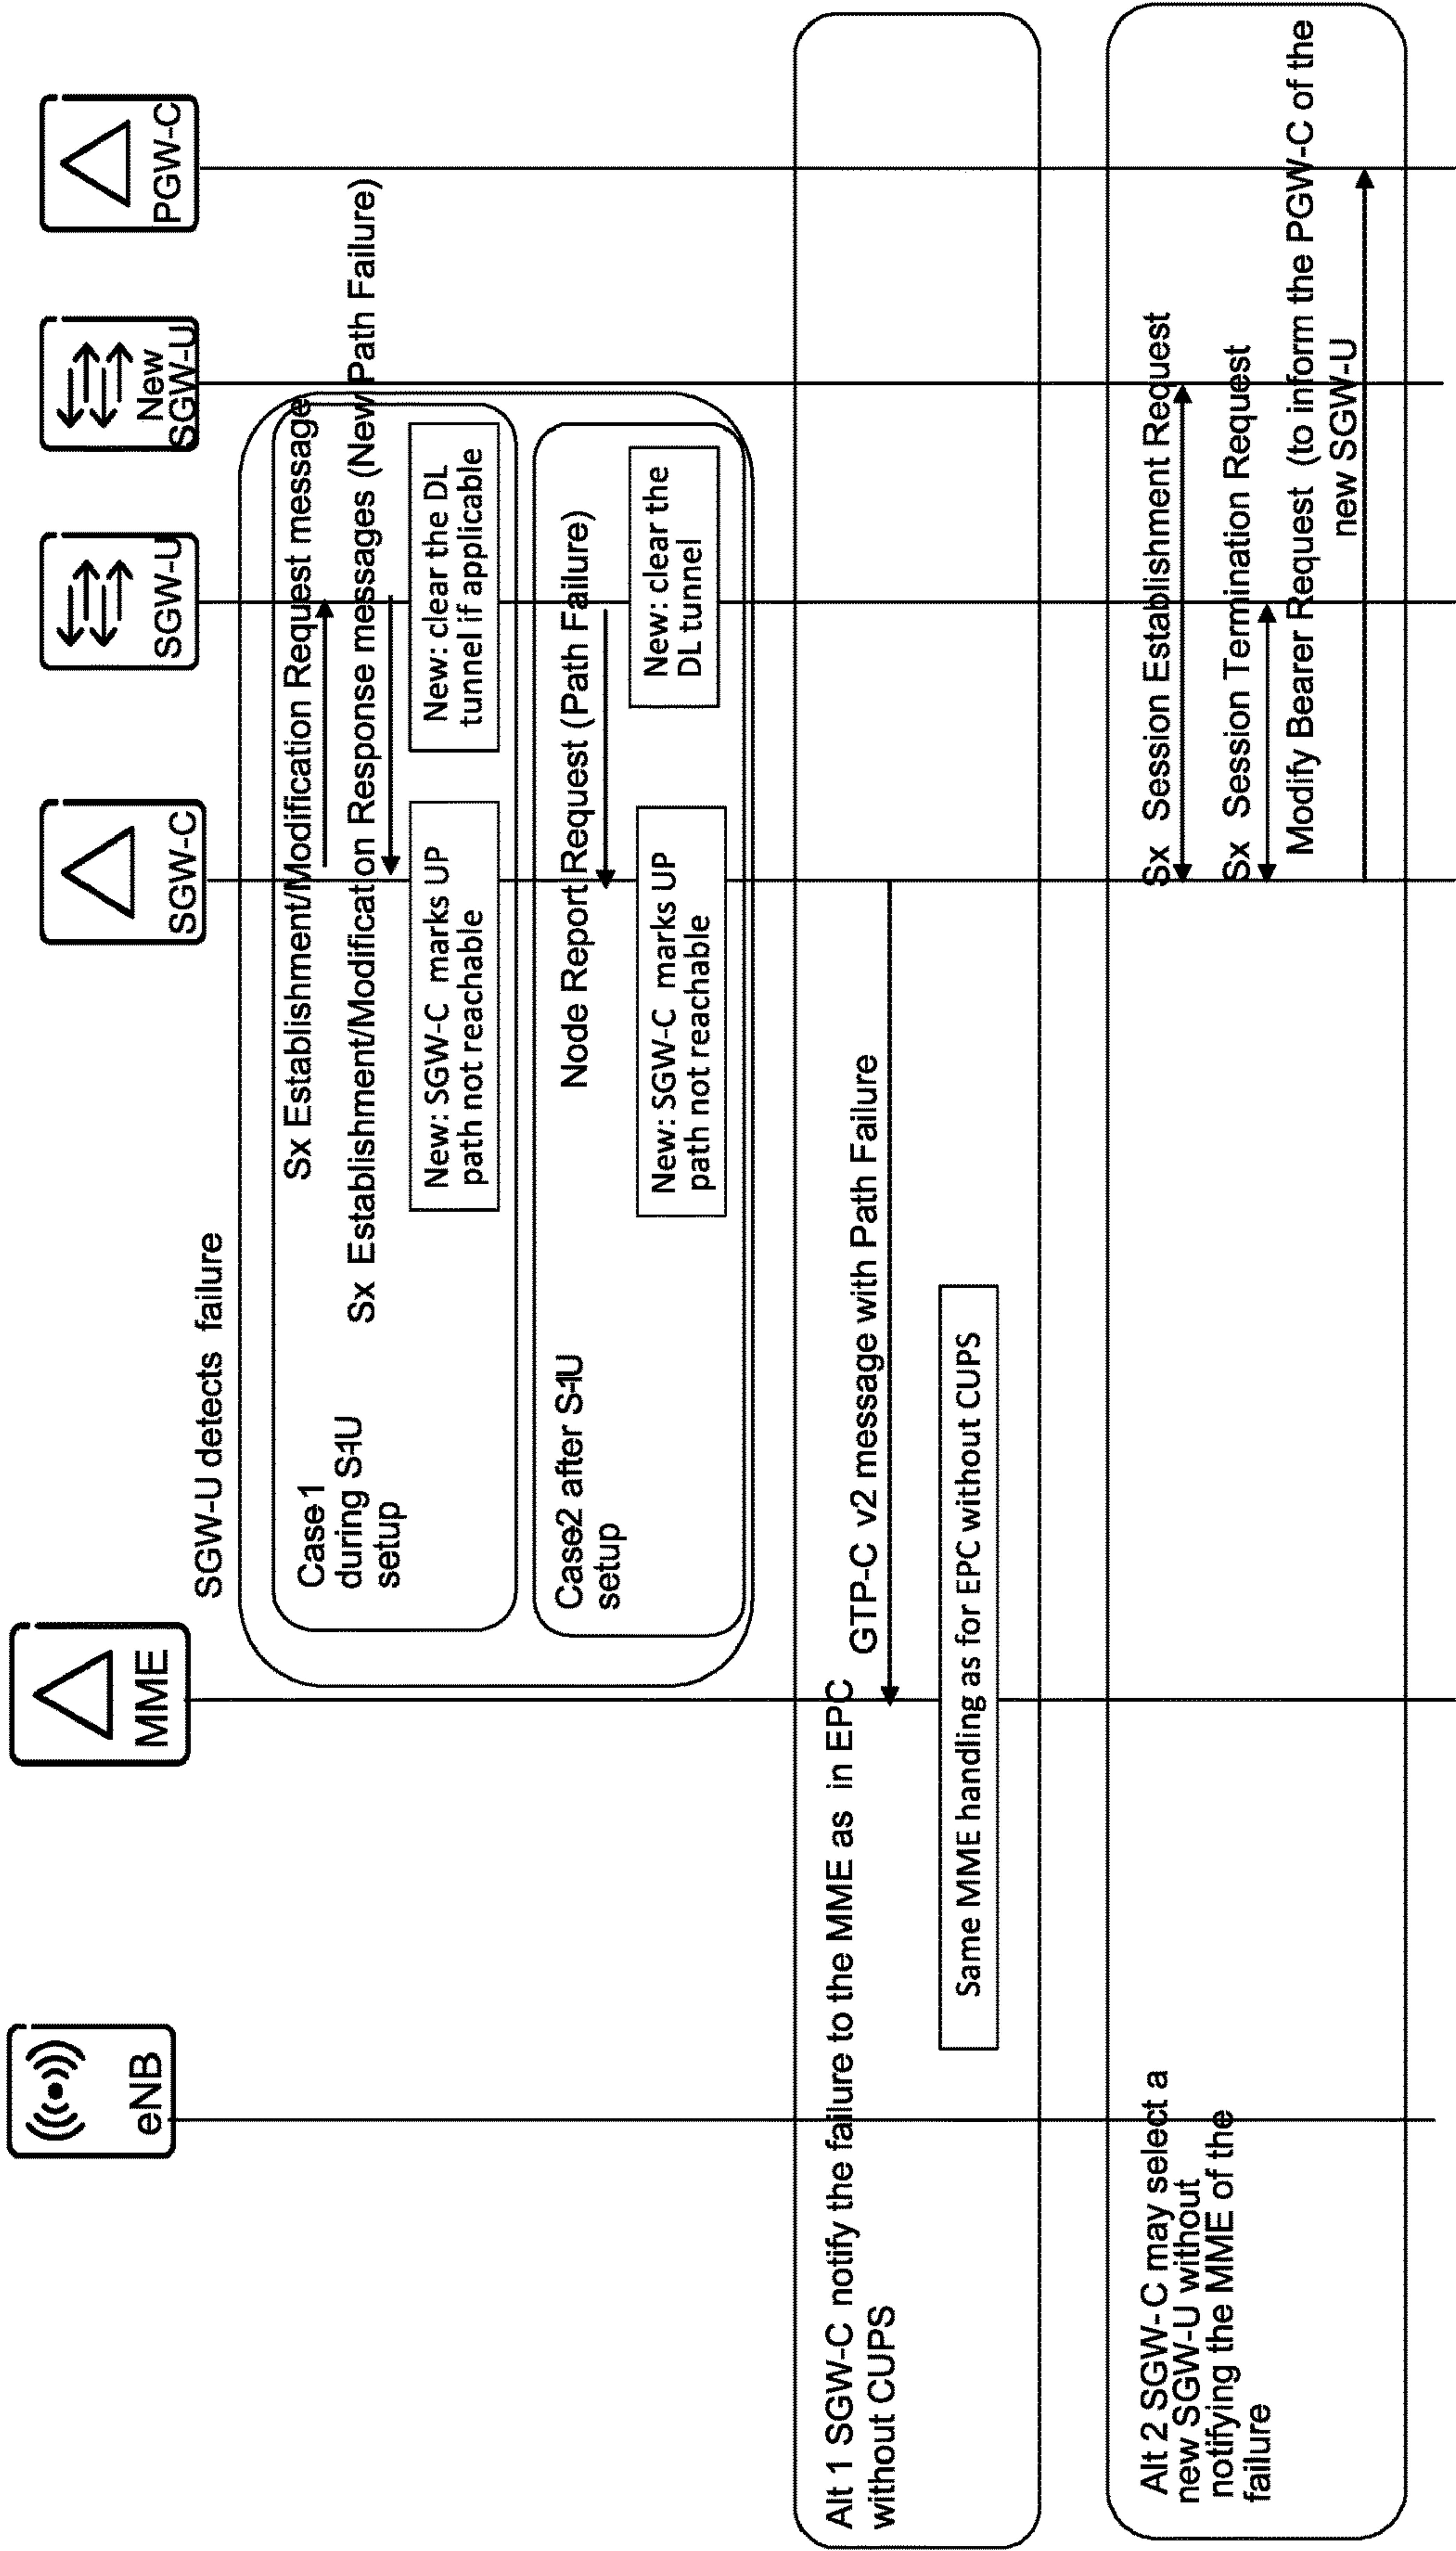 eNB
MME
SGW-C
SGW-U
New
SGW-U
PGW-C
SGW-U detects failure
Case1
during S1U
setup
Sx Establishment/Modification Request message
Sx Establishment/Modification Response messages (New Path Failure)
New: SGW-C marks UP
path not reachable
New: clear the DL
tunnel if applicable
Case2 after S1U
setup
Node Report Request (Path Failure)
New: SGW-C marks UP
path not reachable
New: clear the
DL tunnel
Alt 1 SGW-C notify the failure to the MME as in EPC
without CUPS
GTP-C v2 message with Path Failure
Same MME handling as for EPC without CUPS
Alt 2 SGW-C may select a
new SGW-U without
notifying the MME of the
failure
Sx Session Establishment Request
Sx Session Termination Request
Modify Bearer Request (to inform the PGW-C of the
new SGW-U